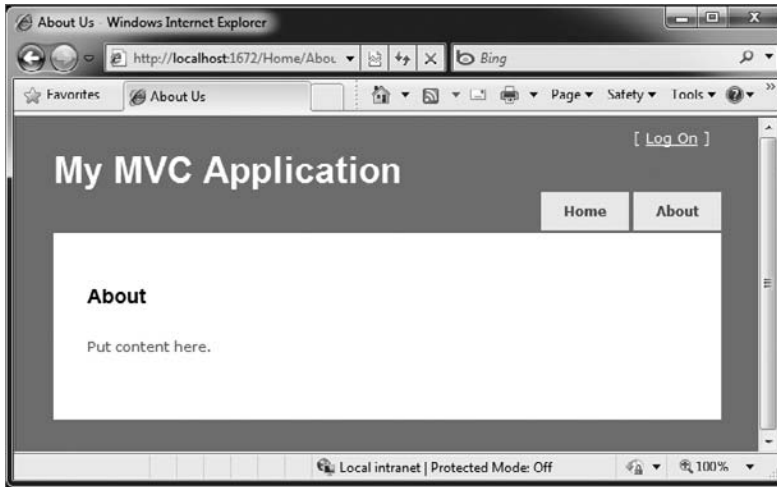 About Us - Windows Internet Explorer
http://localhost:1672/Home/Abou
Bing
Favorites
About Us
Page
Safety
Tools
[ Log On ]
My MVC Application
Home
About
About
Put content here.
Local intranet | Protected Mode: Off
100%